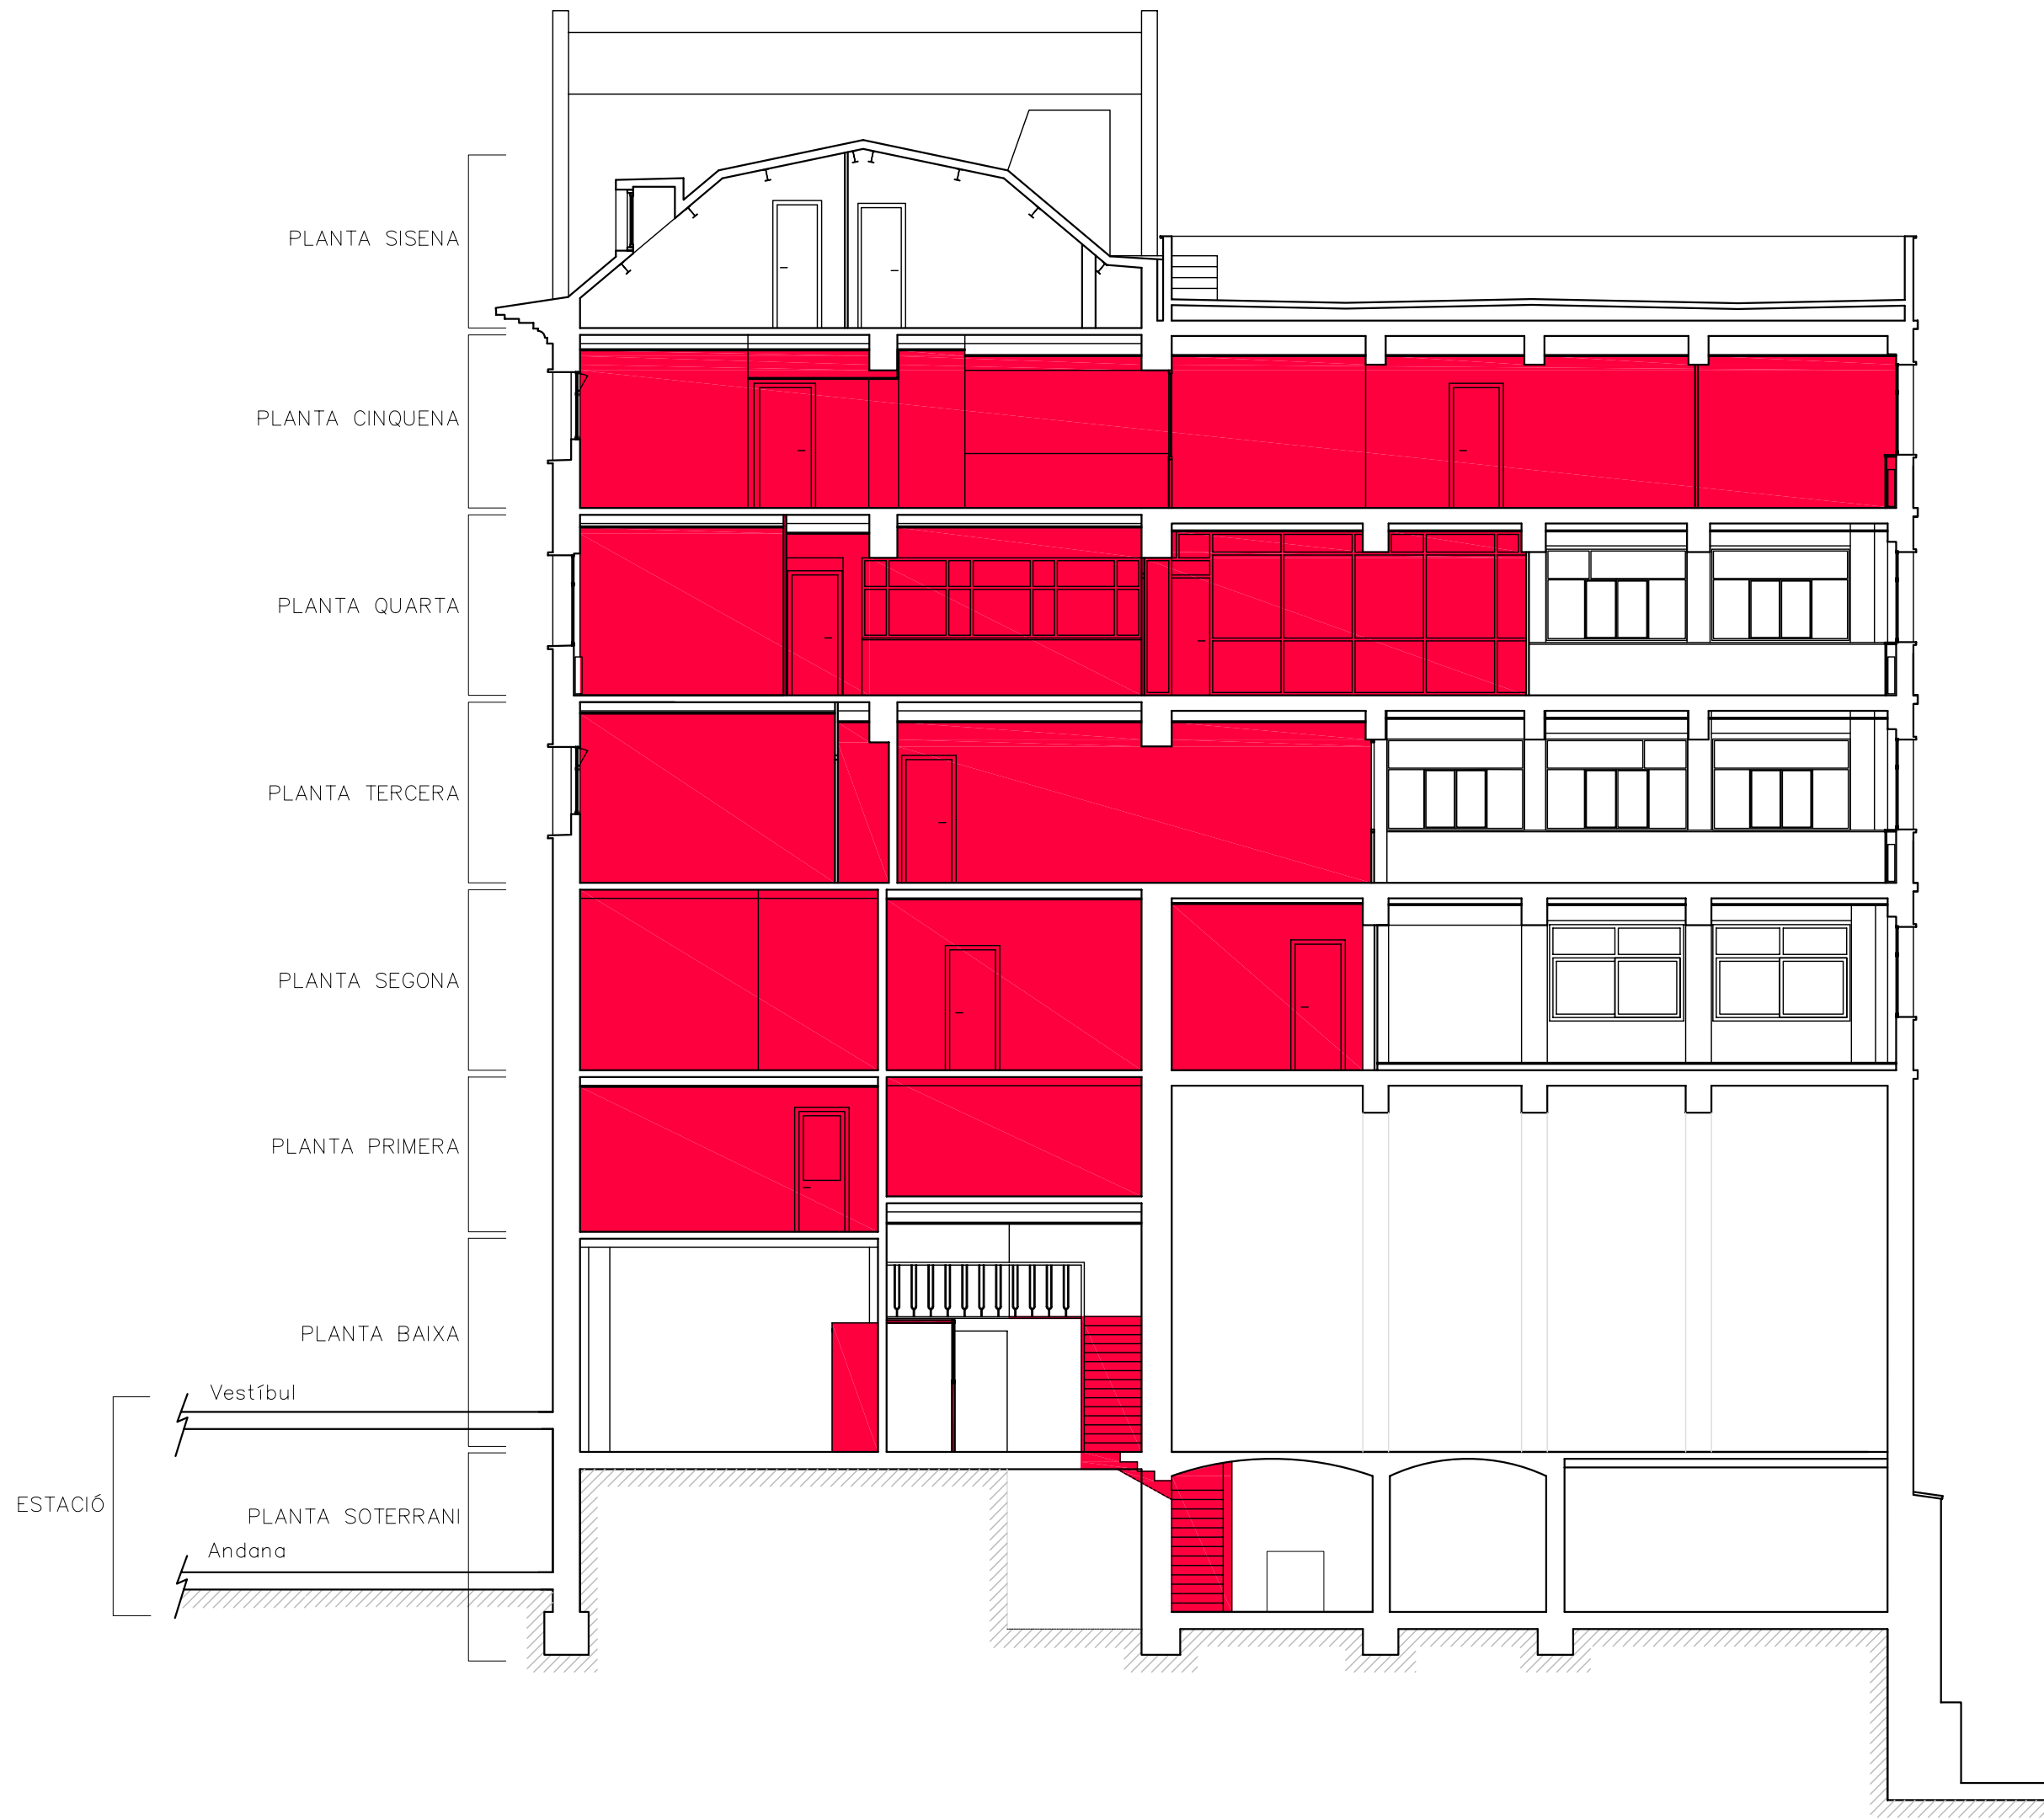 PLANTA SISENA
PLANTA CINQUENA
PLANTA QUARTA
PLANTA TERCERA
PLANTA SEGONA
PLANTA PRIMERA
PLANTA BAIXA
Vestíbul
ESTACIÓ
PLANTA SOTERRANI
Andana